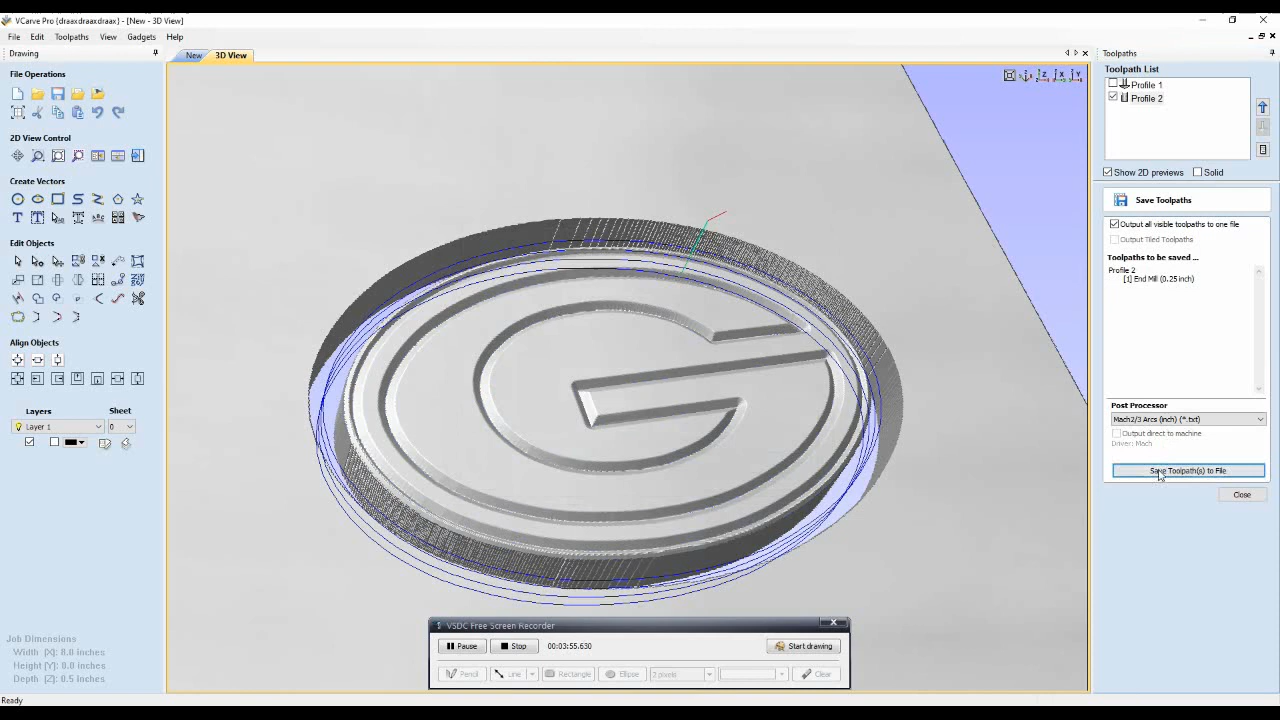 VCarve Pro {draaxdraaxdraax} - [New - 3D View]
File Edit Toolpaths View Gadgets Help
Drawing
File Operations
2D View Control
Create Vectors
Edit Objects
Align Objects
Layers Sheet
Layer 1 0
Job Dimensions
Width (X): 8.0 inches
Height (Y): 8.0 inches
Depth (Z): 0.5 inches
Ready
New 3D View
Z X Y
G
VSDC Free Screen Recorder
Pause Stop 00:03:55.630 Start drawing
Pencil Line Rectangle Ellipse 2 pixels Clear
Toolpaths
Toolpath List
Profile 1
Profile 2
Show 2D previews Solid
Save Toolpaths
Output all visible toolpaths to one file
Output Tiled Toolpaths
Toolpaths to be saved ...
Profile 2
[1] End Mill (0.25 inch)
Post Processor
Mach2/3 Arcs (inch) (*.txt)
Output direct to machine
Driver: Mach
Save Toolpath(s) to File
Close